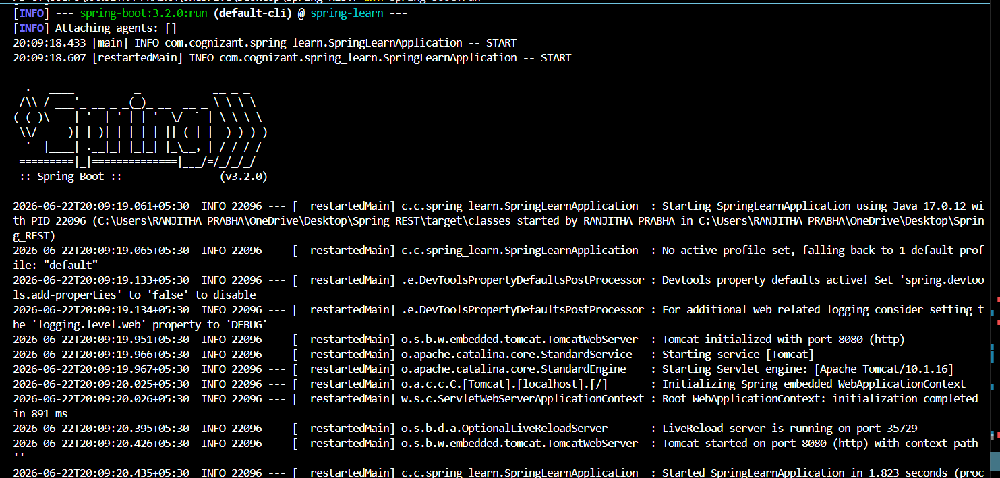 [INFO] --- spring-boot:3.2.0:run (default-cli) @ spring-learn ---
[INFO] Attaching agents: []
20:09:18.433 [main] INFO com.cognizant.spring_learn.SpringLearnApplication -- START
20:09:18.607 [restartedMain] INFO com.cognizant.spring_learn.SpringLearnApplication -- START
  .   ____          _            __ _ _
 /\\ / ___'_ __ _ _(_)_ __  __ _ \ \ \ \
( ( )\___ | '_ | '_| | '_ \/ _` | \ \ \ \
 \\/  ___)| |_)| | | | | || (_| |  ) ) ) )
  '  |____| .__|_| |_|_| |_\__, | / / / /
 =========|_|==============|___/=/_/_/_/
 :: Spring Boot ::                (v3.2.0)
2026-06-22T20:09:19.061+05:30  INFO 22096 --- [  restartedMain] c.c.spring_learn.SpringLearnApplication  : Starting SpringLearnApplication using Java 17.0.12 wi
th PID 22096 (C:\Users\RANJITHA PRABHA\OneDrive\Desktop\Spring_REST\target\classes started by RANJITHA PRABHA in C:\Users\RANJITHA PRABHA\OneDrive\Desktop\Sprin
g_REST)
2026-06-22T20:09:19.065+05:30  INFO 22096 --- [  restartedMain] c.c.spring_learn.SpringLearnApplication  : No active profile set, falling back to 1 default prof
ile: "default"
2026-06-22T20:09:19.133+05:30  INFO 22096 --- [  restartedMain] .e.DevToolsPropertyDefaultsPostProcessor : Devtools property defaults active! Set 'spring.devtoo
ls.add-properties' to 'false' to disable
2026-06-22T20:09:19.134+05:30  INFO 22096 --- [  restartedMain] .e.DevToolsPropertyDefaultsPostProcessor : For additional web related logging consider setting t
he 'logging.level.web' property to 'DEBUG'
2026-06-22T20:09:19.951+05:30  INFO 22096 --- [  restartedMain] o.s.b.w.embedded.tomcat.TomcatWebServer  : Tomcat initialized with port 8080 (http)
2026-06-22T20:09:19.966+05:30  INFO 22096 --- [  restartedMain] o.apache.catalina.core.StandardService   : Starting service [Tomcat]
2026-06-22T20:09:19.967+05:30  INFO 22096 --- [  restartedMain] o.apache.catalina.core.StandardEngine    : Starting Servlet engine: [Apache Tomcat/10.1.16]
2026-06-22T20:09:20.025+05:30  INFO 22096 --- [  restartedMain] o.a.c.c.C.[Tomcat].[localhost].[/]       : Initializing Spring embedded WebApplicationContext
2026-06-22T20:09:20.026+05:30  INFO 22096 --- [  restartedMain] w.s.c.ServletWebServerApplicationContext : Root WebApplicationContext: initialization completed
in 891 ms
2026-06-22T20:09:20.395+05:30  INFO 22096 --- [  restartedMain] o.s.b.d.a.OptionalLiveReloadServer       : LiveReload server is running on port 35729
2026-06-22T20:09:20.426+05:30  INFO 22096 --- [  restartedMain] o.s.b.w.embedded.tomcat.TomcatWebServer  : Tomcat started on port 8080 (http) with context path
''
2026-06-22T20:09:20.435+05:30  INFO 22096 --- [  restartedMain] c.c.spring_learn.SpringLearnApplication  : Started SpringLearnApplication in 1.823 seconds (proc